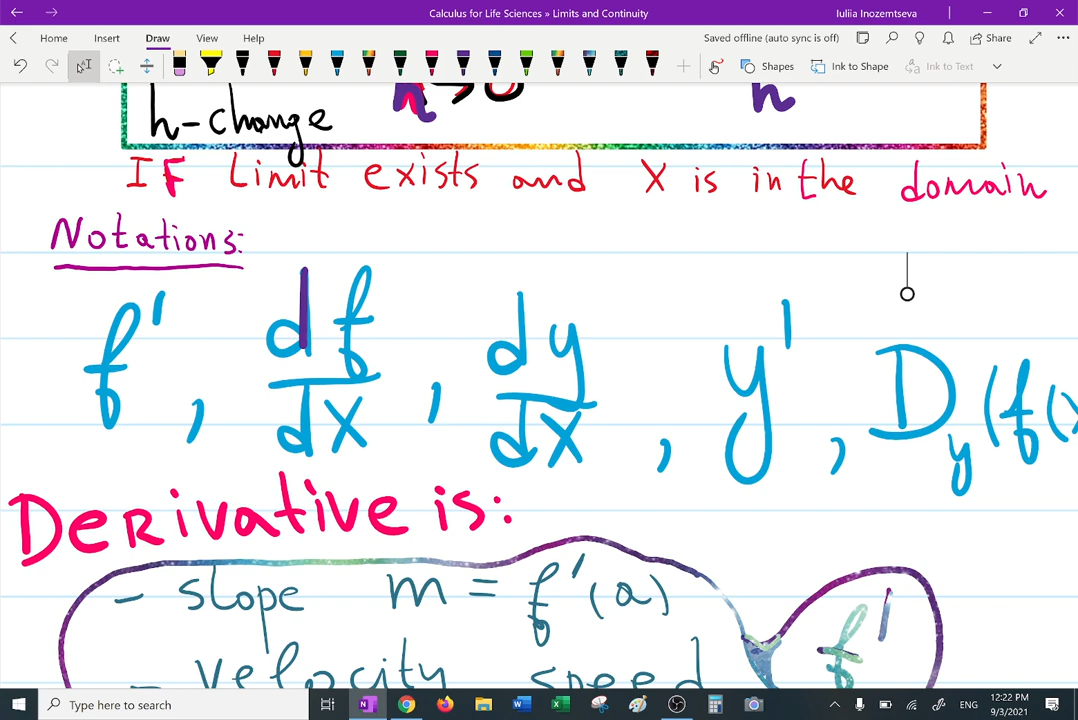 Calculus for Life Sciences » Limits and Continuity
Iuliia Inozemtseva
Home Insert Draw View Help
Saved offline (auto sync is off)
Share
Shapes
Ink to Shape
Ink to Text
h → 0 h
h - change
IF Limit exists and X is in the domain
Notations:
f', df/dx, dy/dx, y', Dy(f(x
Derivative is:
- slope m = f'(a)
f'
- velocity speed
Type here to search
ENG
12:22 PM
9/3/2021